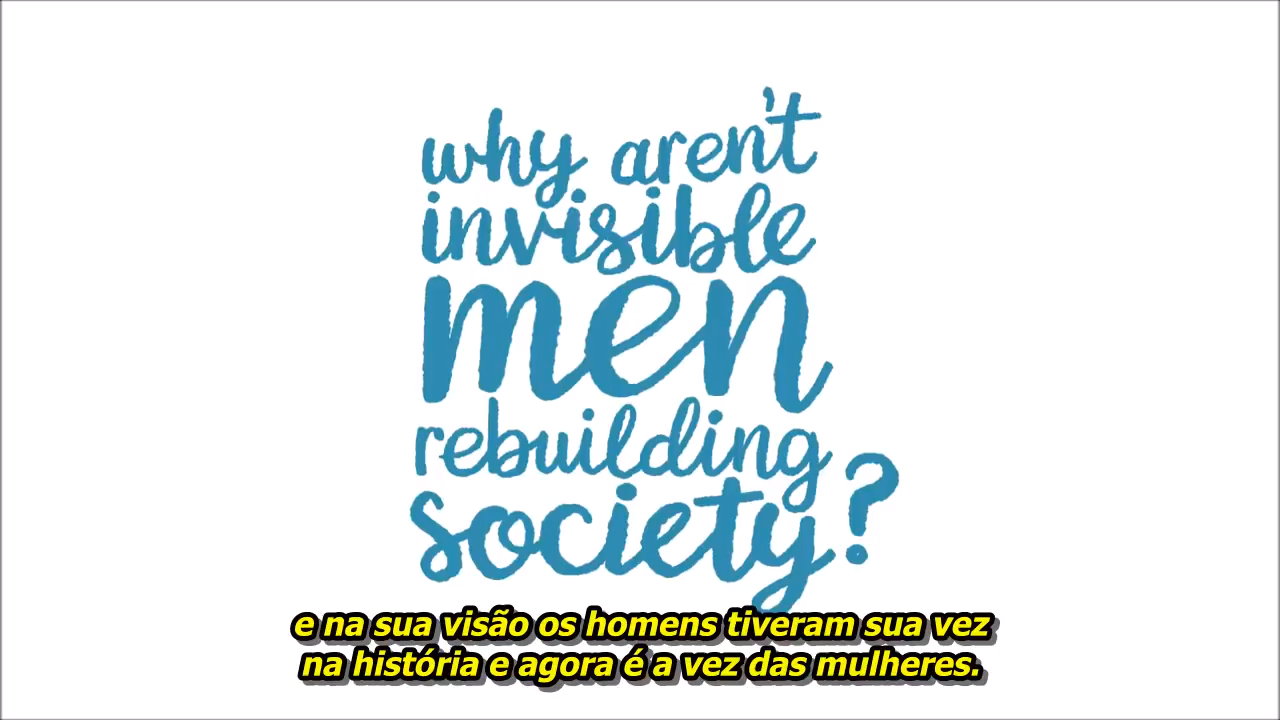 why aren't
invisible
men
rebuilding
society?
e na sua visão os homens tiveram sua vez
na história e agora é a vez das mulheres.